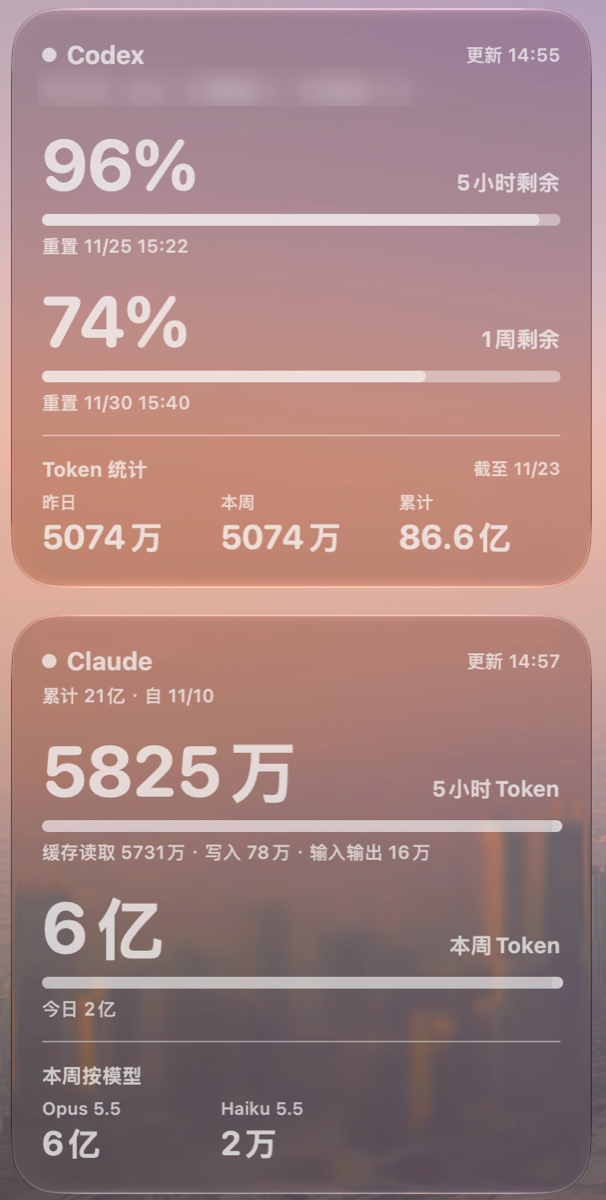 Codex 更新 14:55
96% 5小时剩余
重置 11/25 15:22
74% 1周剩余
重置 11/30 15:40
Token 统计 截至 11/23
昨日 本周 累计
5074万 5074万 86.6亿
Claude 更新 14:57
累计 21亿 · 自 11/10
5825万 5小时 Token
缓存读取 5731万 · 写入 78万 · 输入输出 16万
6亿 本周 Token
今日 2亿
本周按模型
Opus 5.5 Haiku 5.5
6亿 2万